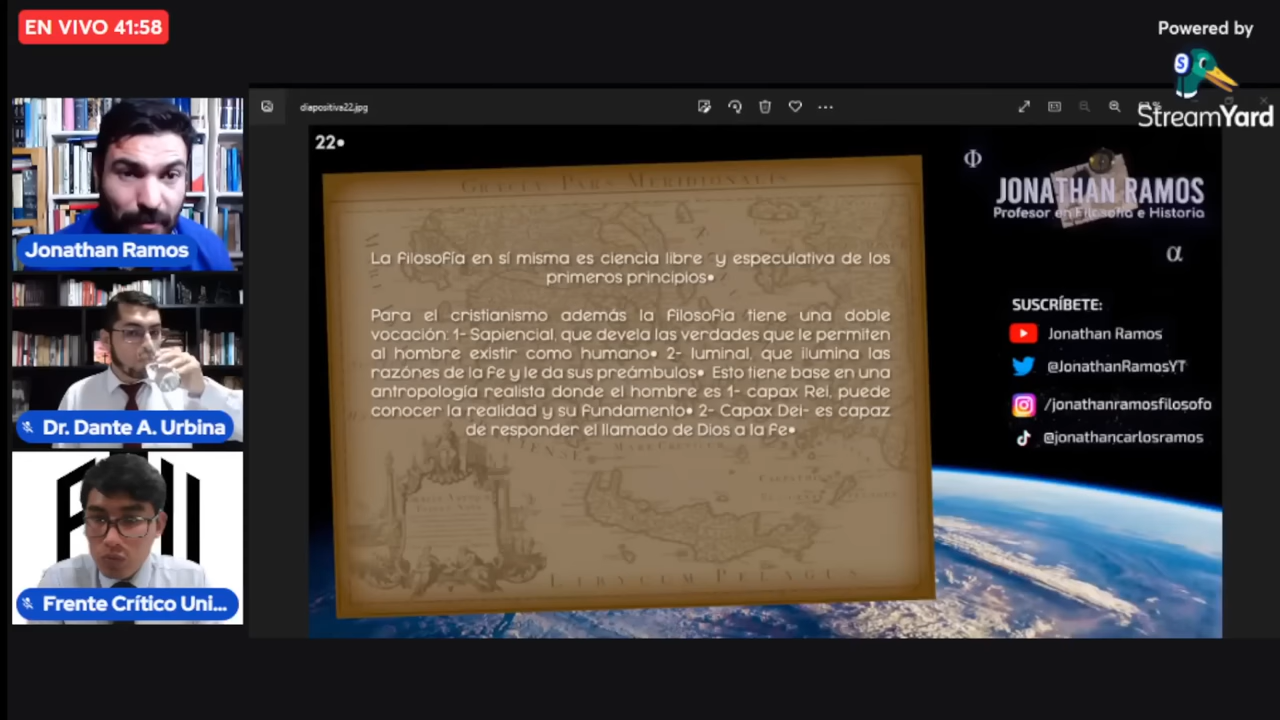 EN VIVO 41:58
Powered by
StreamYard
diapositiva22.jpg
22•
GRÆCIÆ PARS MERIDIONALIS
Φ
JONATHAN RAMOS
Profesor en Filosofia e Historia
α
La filosofía en sí misma es ciencia libre y especulativa de los
primeros principios•
Para el cristianismo además la filosofía tiene una doble
vocación: 1- Sapiencial, que devela las verdades que le permiten
al hombre existir como humano• 2- luminal, que ilumina las
razónes de la fe y le da sus preámbulos• Esto tiene base en una
antropología realista donde el hombre es 1- capax Rei, puede
conocer la realidad y su fundamento• 2- Capax Dei- es capaz
de responder el llamado de Dios a la fe•
SUSCRÍBETE:
Jonathan Ramos
@JonathanRamosYT
/jonathanramosfilosofo
@jonathancarlosramos
Jonathan Ramos
Dr. Dante A. Urbina
Frente Crítico Uni...